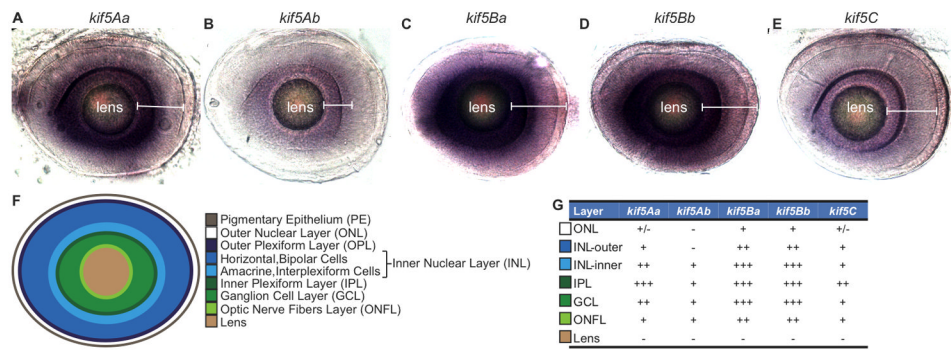 A kif5Aa B kif5Ab C kif5Ba D kif5Bb E kif5C
lens lens lens lens lens
F
Pigmentary Epithelium (PE)
Outer Nuclear Layer (ONL)
Outer Plexiform Layer (OPL)
Horizontal,Bipolar Cells
Amacrine,Interplexiform Cells
Inner Nuclear Layer (INL)
Inner Plexiform Layer (IPL)
Ganglion Cell Layer (GCL)
Optic Nerve Fibers Layer (ONFL)
Lens
G
Layer kif5Aa kif5Ab kif5Ba kif5Bb kif5C
ONL +/- - + + +/-
INL-outer + - ++ ++ +
INL-inner ++ + +++ +++ +
IPL +++ + +++ +++ ++
GCL ++ + +++ +++ +
ONFL + + ++ ++ +
Lens - - - - -